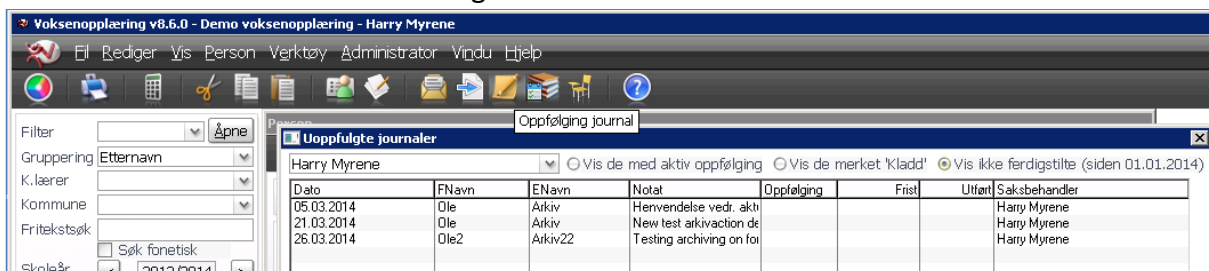 Voksenopplæring v8.6.0 - Demo voksenopplæring - Harry Myrene
Fil Rediger Vis Person Verktøy Administrator Vindu Hjelp
Oppfølging journal
Filter Åpne
Gruppering Etternavn
K.lærer
Kommune
Fritekstsøk
Søk fonetisk
Skoleår < 2013/2014 >
Person
Uoppfulgte journaler
Harry Myrene Vis de med aktiv oppfølging Vis de merket 'Kladd' Vis ikke ferdigstilte (siden 01.01.2014)
Dato FNavn ENavn Notat Oppfølging Frist Utført Saksbehandler
05.03.2014 Ole Arkiv Henvendelse vedr. akt Harry Myrene
21.03.2014 Ole Arkiv New test arkivaction de Harry Myrene
26.03.2014 Ole2 Arkiv22 Testing archiving on for Harry Myrene